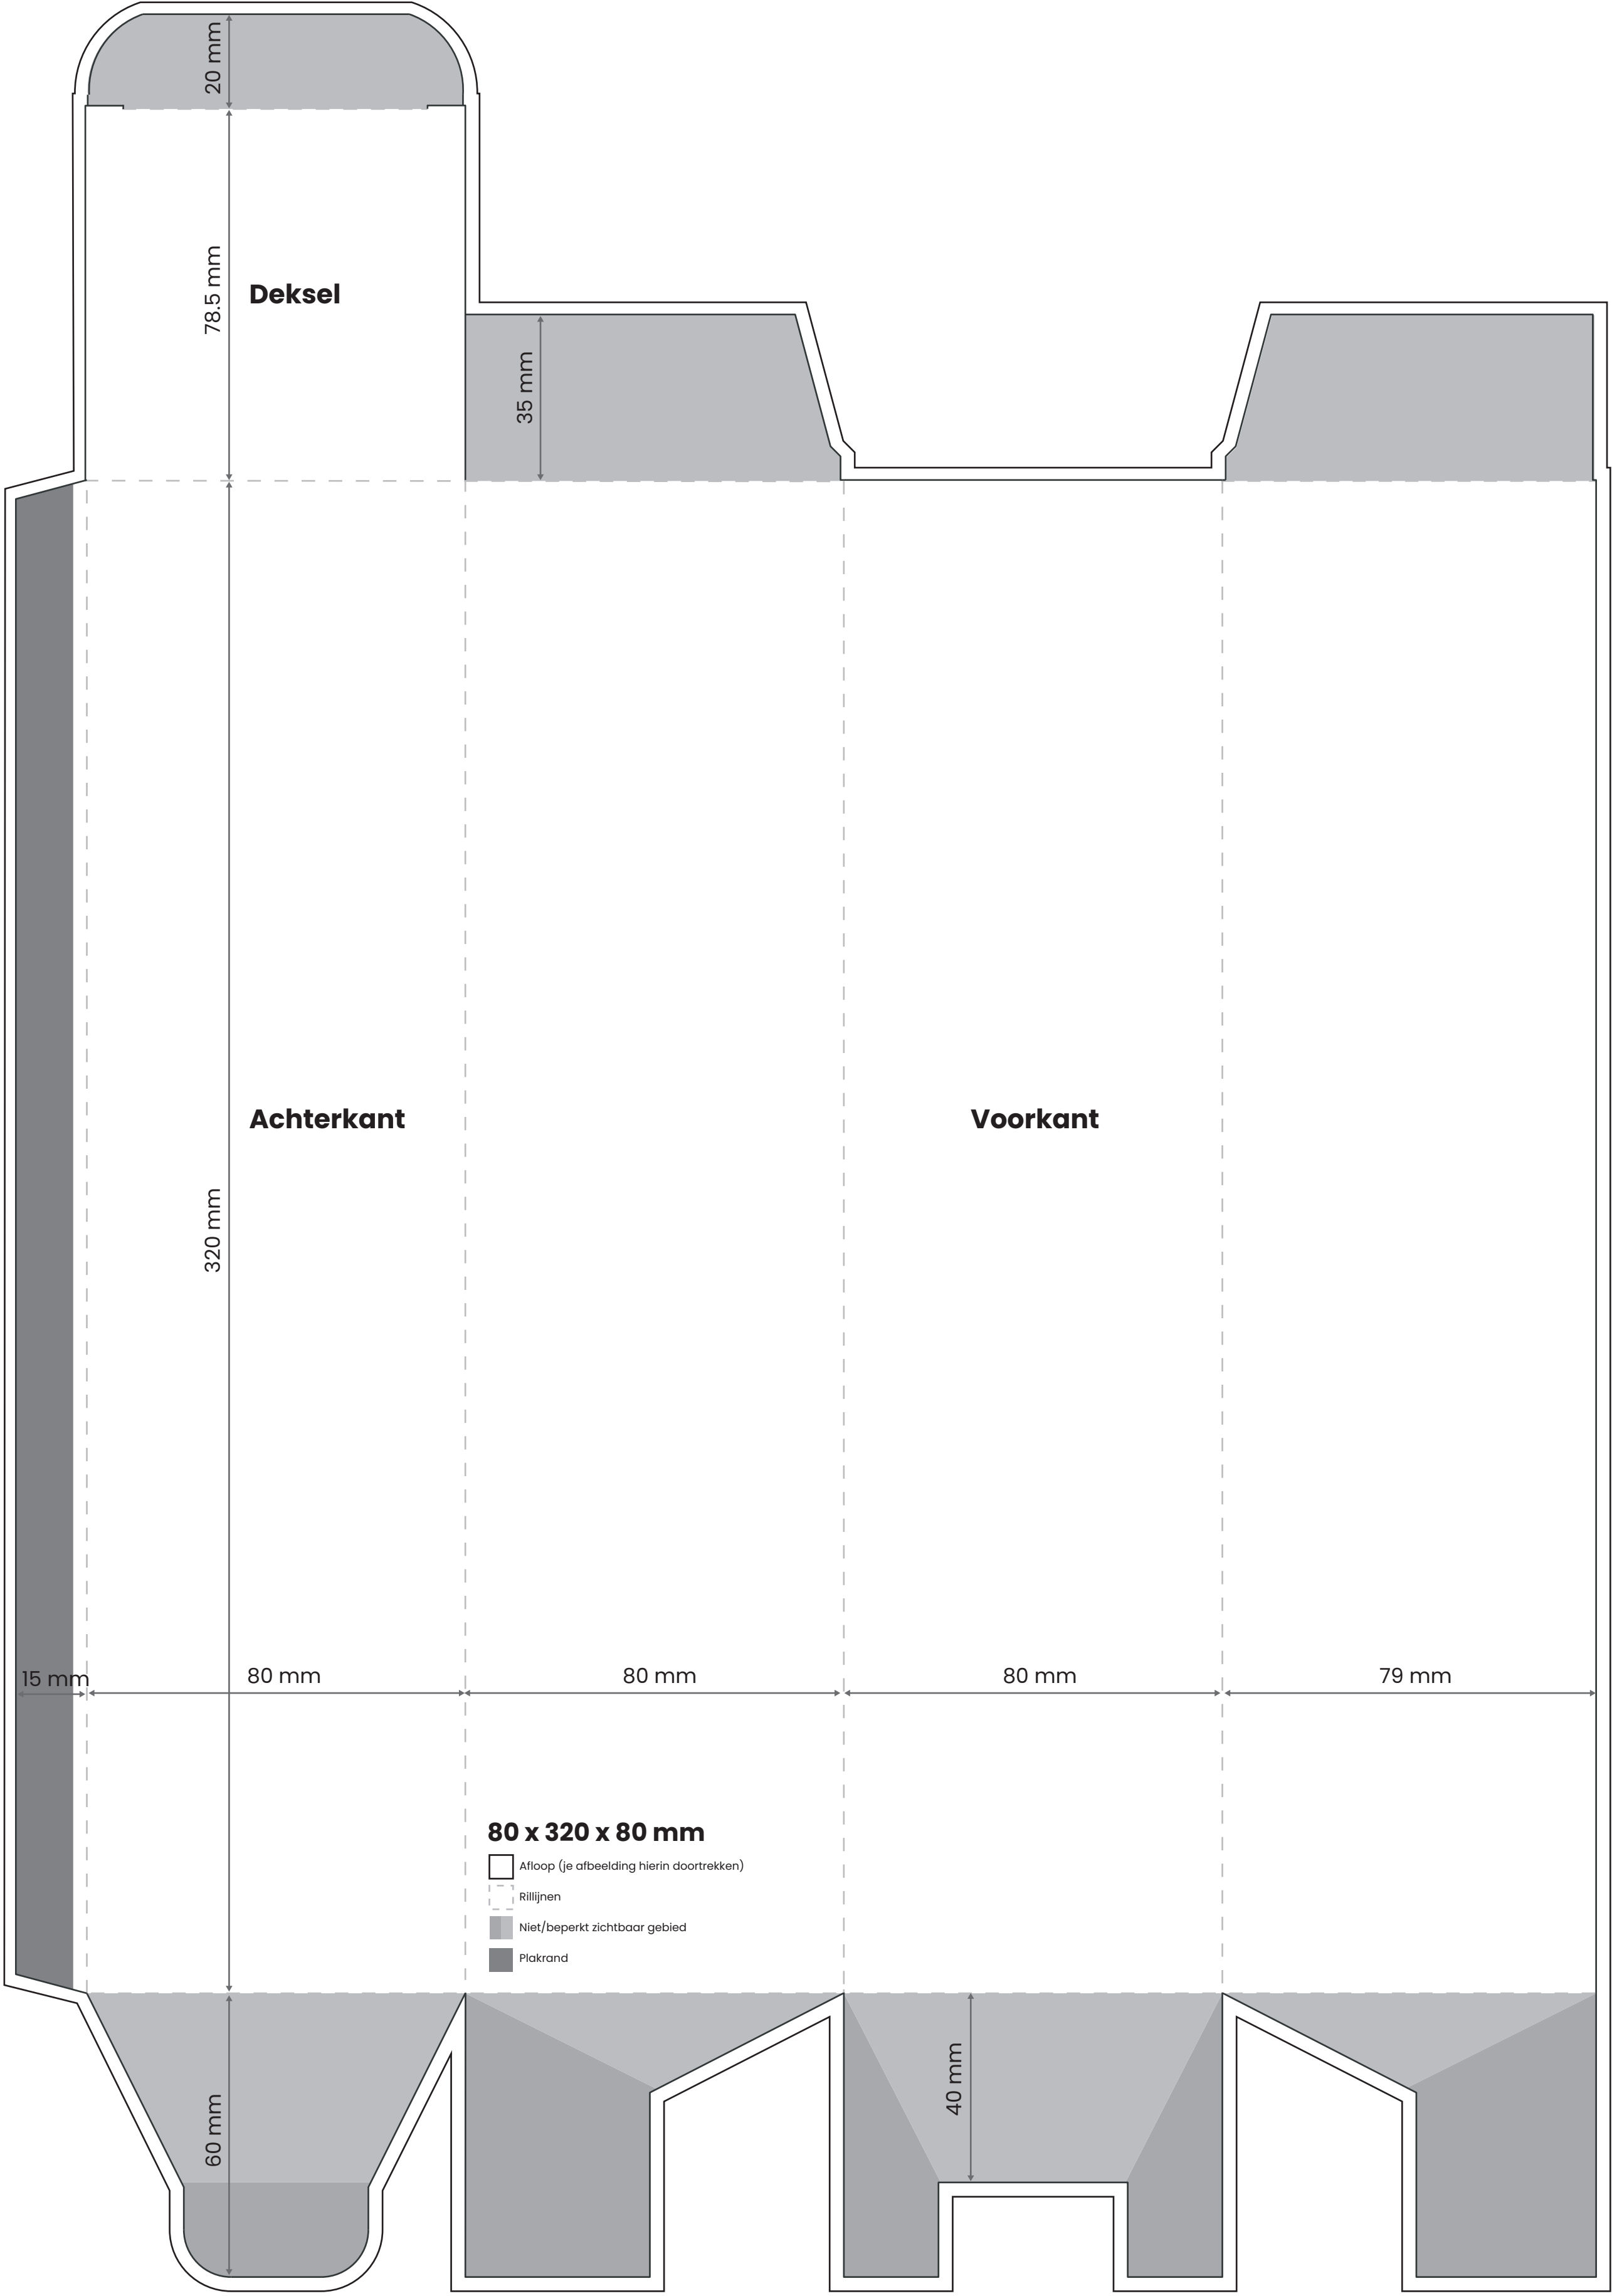 20 mm
78.5 mm
Deksel
35 mm
Achterkant
Voorkant
320 mm
15 mm
80 mm
80 mm
80 mm
79 mm
80 x 320 x 80 mm
Afloop (je afbeelding hierin doortrekken)
Rillijnen
Niet/beperkt zichtbaar gebied
Plakrand
40 mm
60 mm